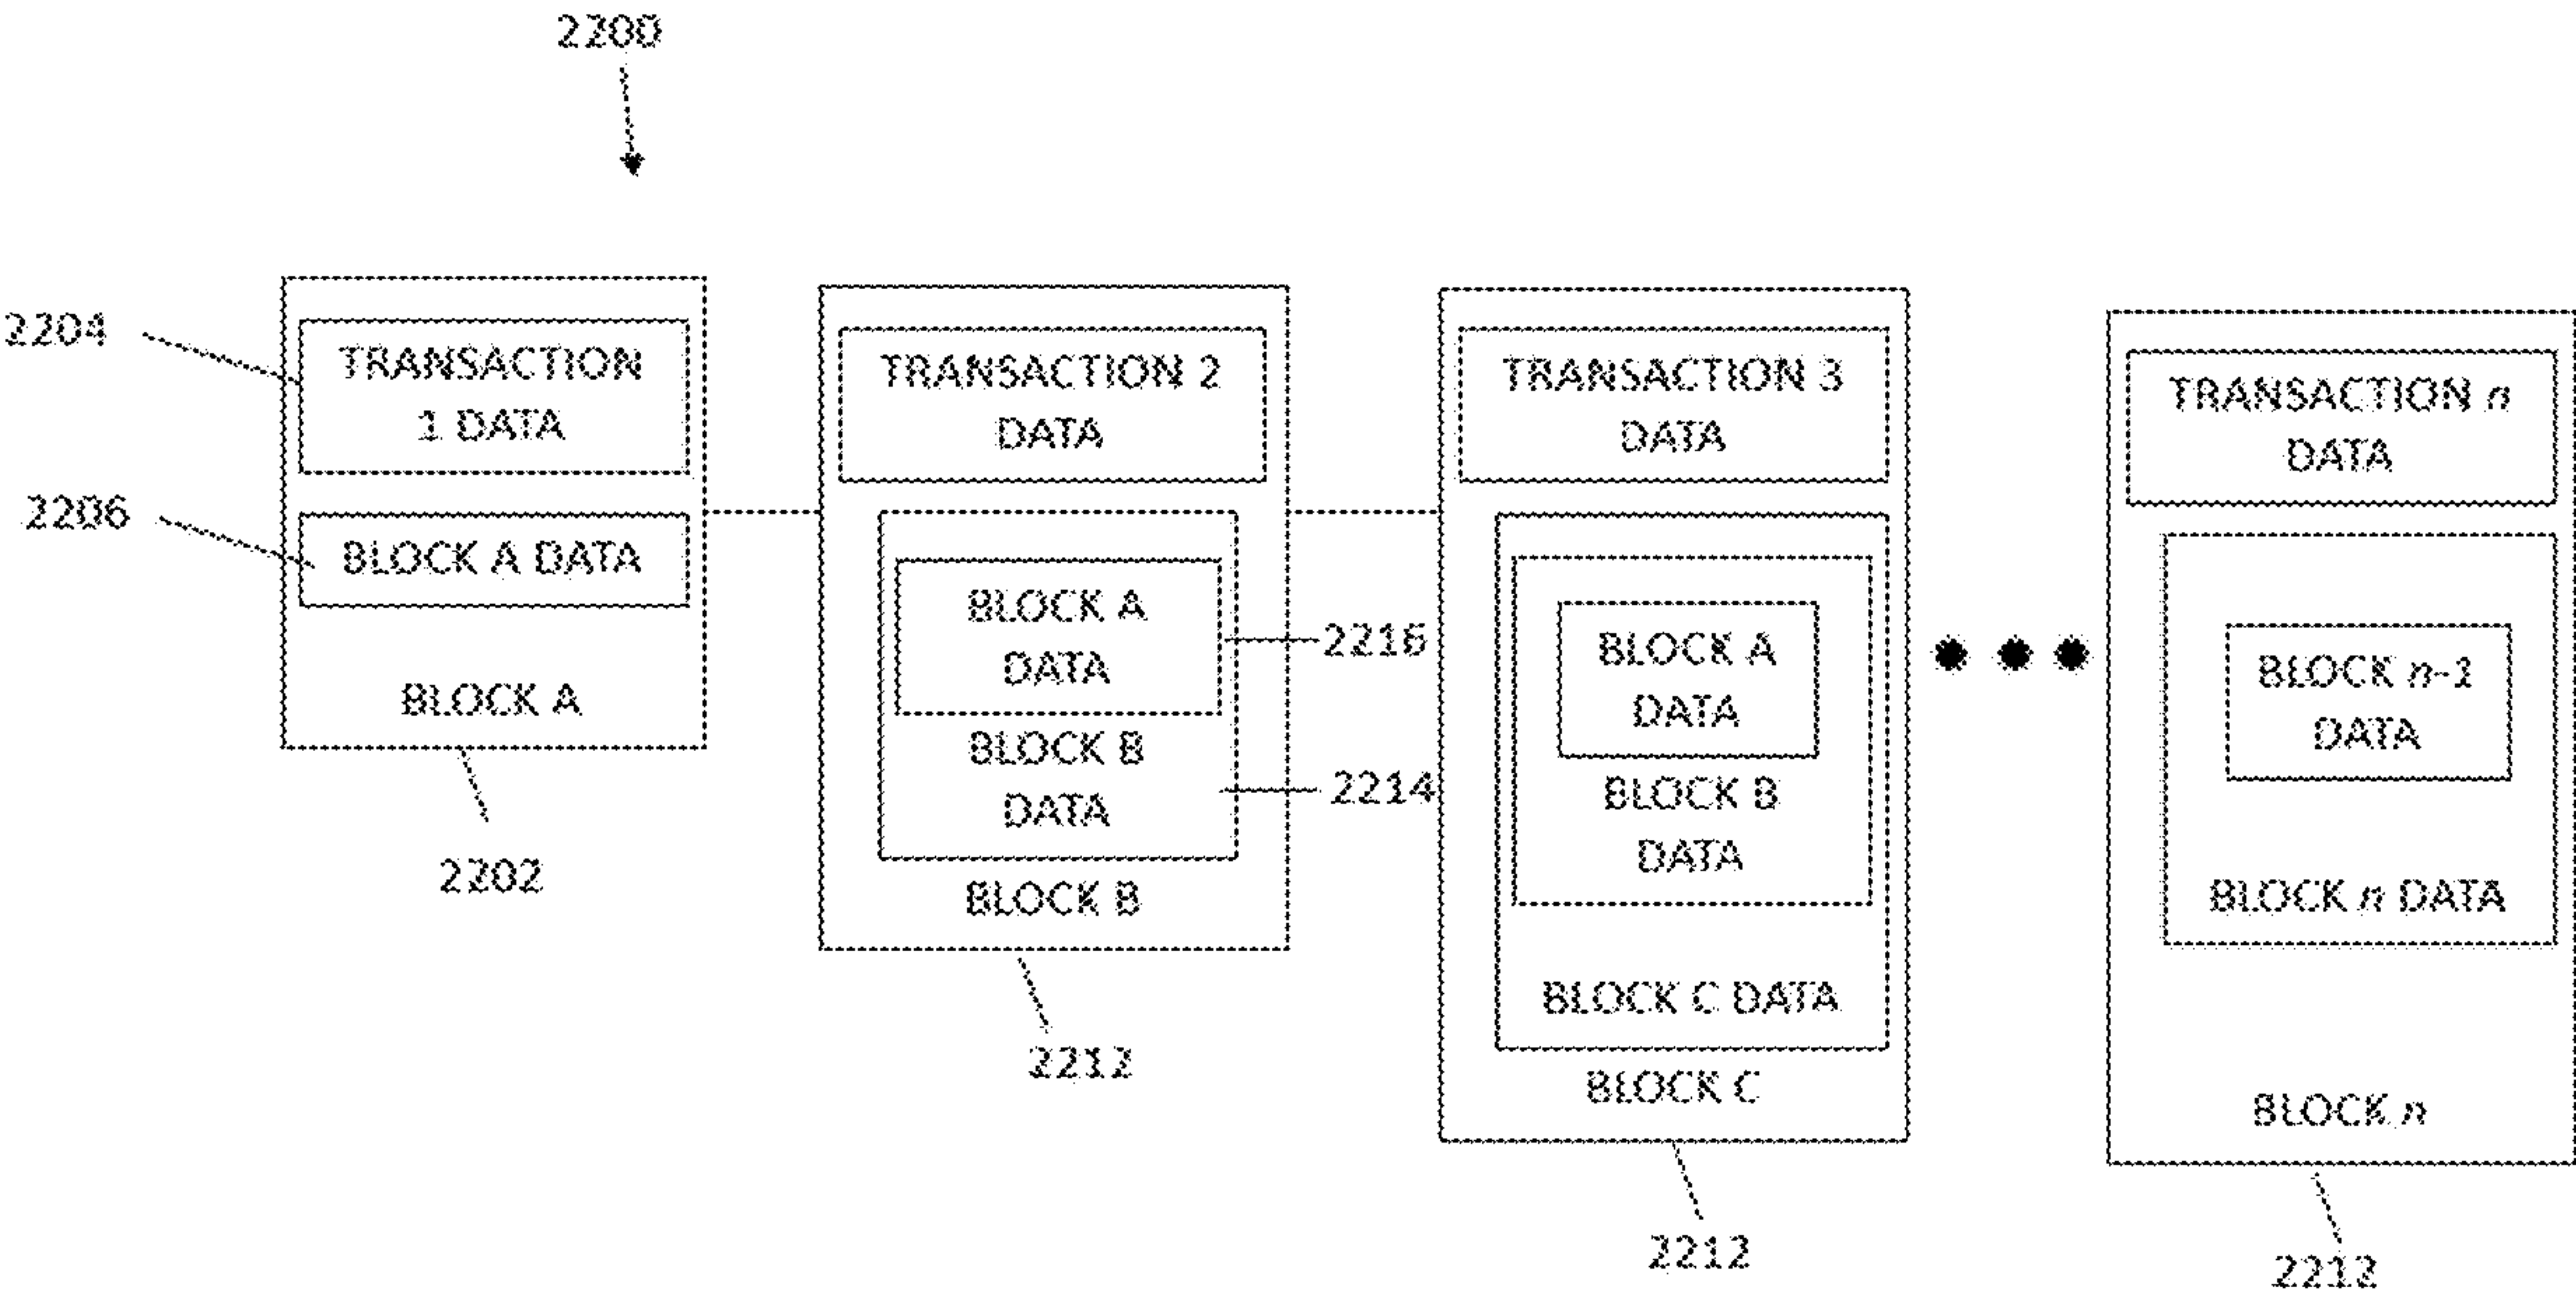 2200
2204
TRANSACTION
1 DATA
2206
BLOCK A DATA
BLOCK A
2202
TRANSACTION 2
DATA
BLOCK A
DATA
2216
BLOCK B
DATA
2214
BLOCK B
2212
TRANSACTION 3
DATA
BLOCK A
DATA
BLOCK B
DATA
BLOCK C DATA
BLOCK C
2212
TRANSACTION n
DATA
BLOCK n-1
DATA
BLOCK n DATA
BLOCK n
2212